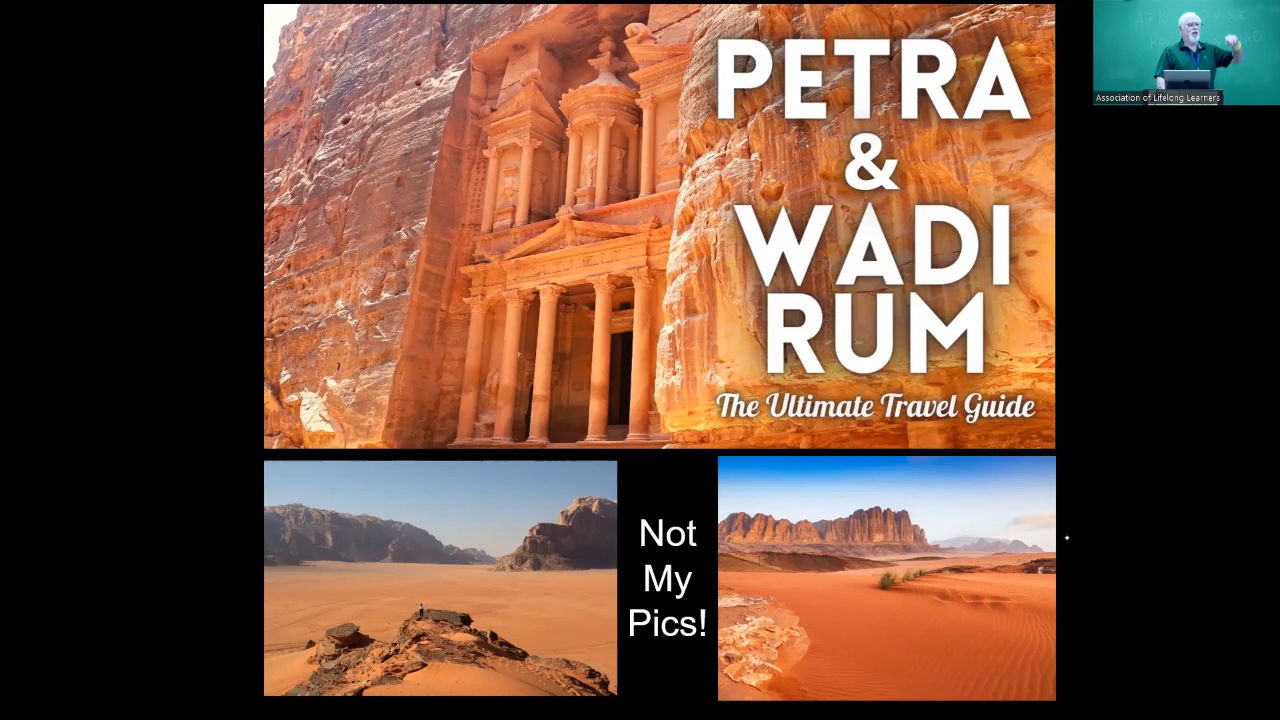 PETRA
&
WADI
RUM
The Ultimate Travel Guide
Not
My
Pics!
Association of Lifelong Learners